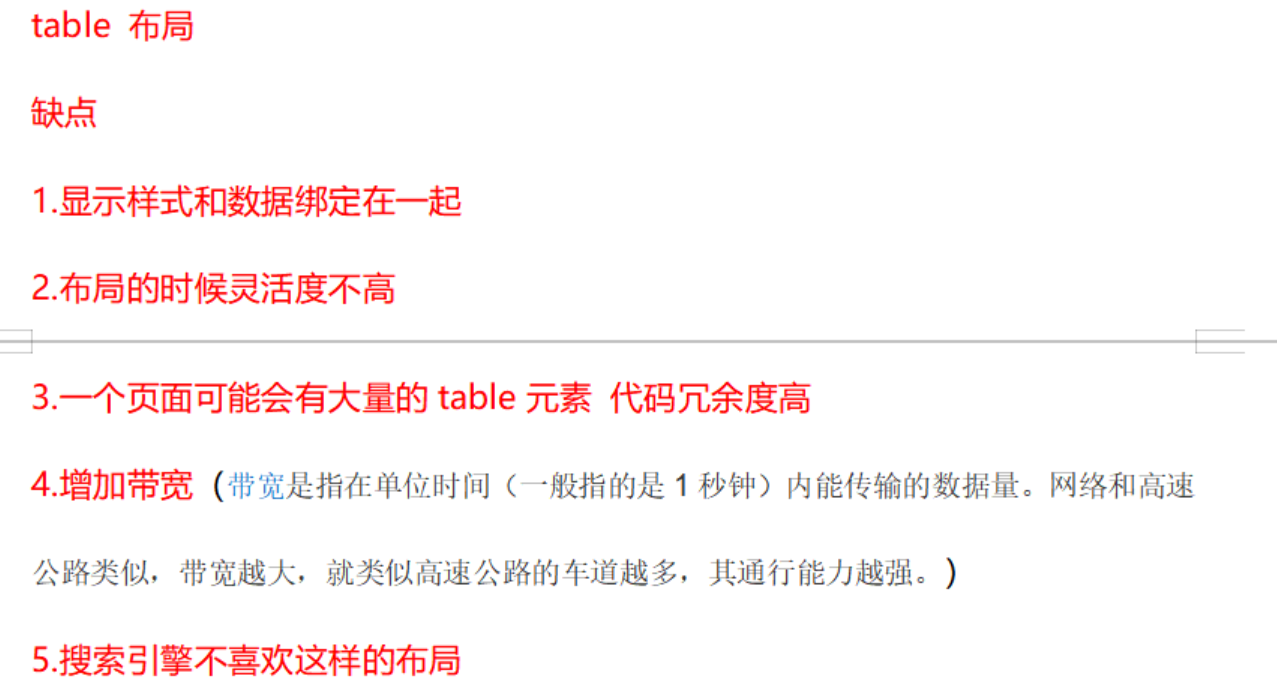 table 布局
缺点
1.显示样式和数据绑定在一起
2.布局的时候灵活度不高
3.一个页面可能会有大量的 table 元素 代码冗余度高
4.增加带宽（带宽是指在单位时间（一般指的是 1 秒钟）内能传输的数据量。网络和高速
公路类似，带宽越大，就类似高速公路的车道越多，其通行能力越强。）
5.搜索引擎不喜欢这样的布局